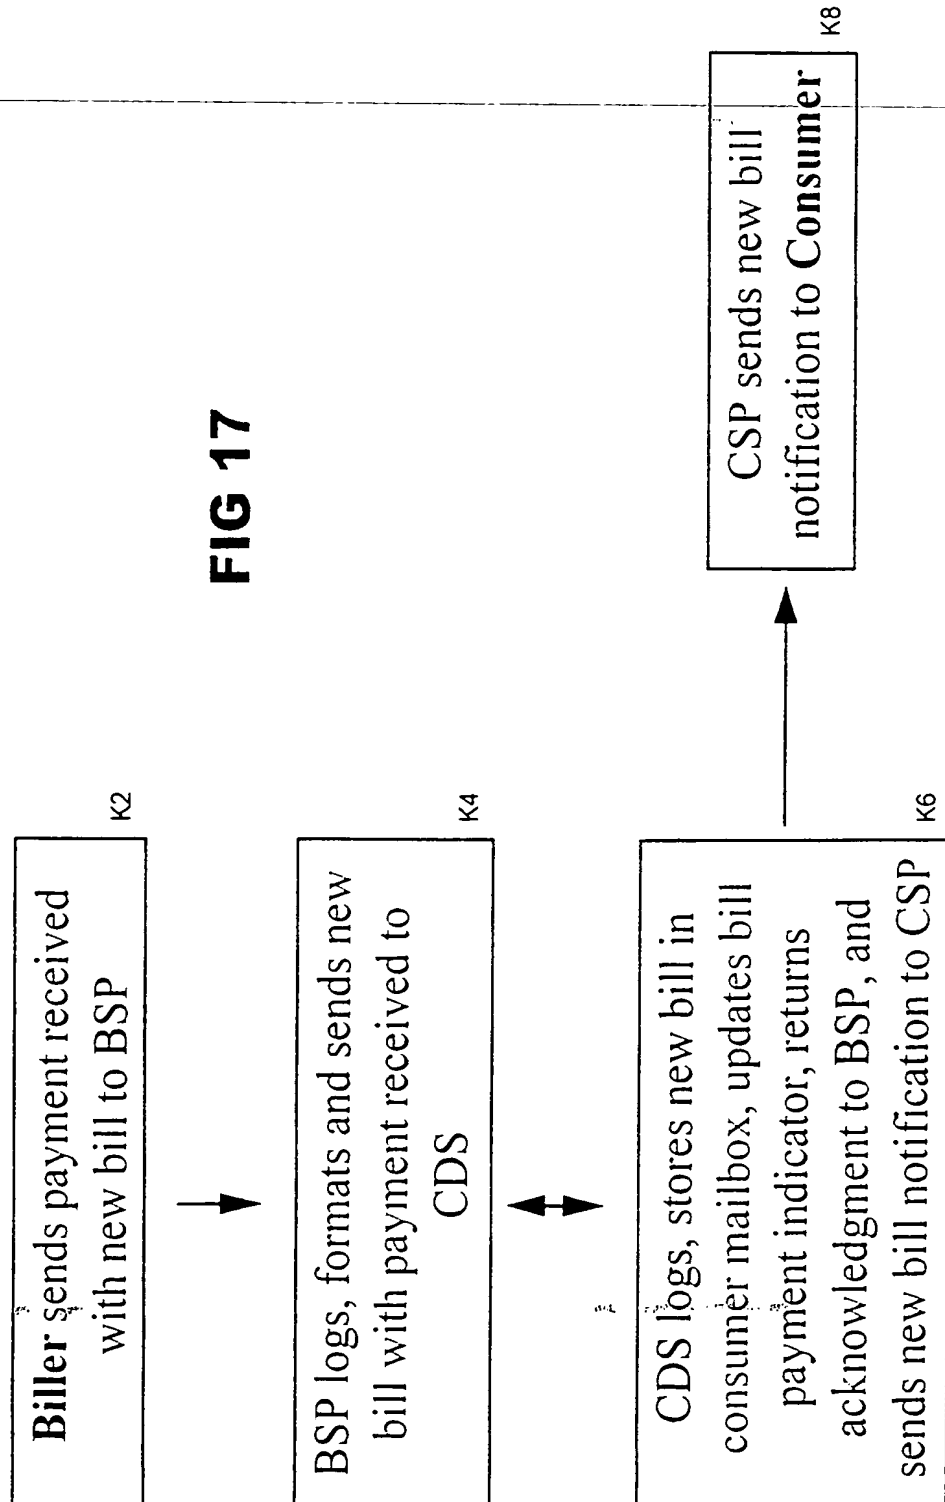 FIG 17
Biller sends payment received
with new bill to BSP
K2
BSP logs, formats and sends new
bill with payment received to
CDS
K4
CDS logs, stores new bill in
consumer mailbox, updates bill
payment indicator, returns
acknowledgment to BSP, and
sends new bill notification to CSP
K6
CSP sends new bill
notification to Consumer
K8